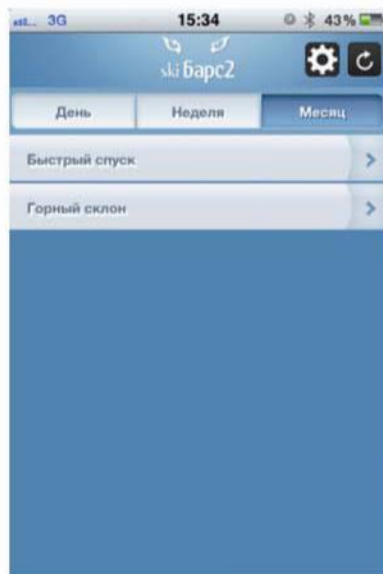 3G 15:34 43%
ski барс2
День Неделя Месяц
Быстрый спуск
Горный склон